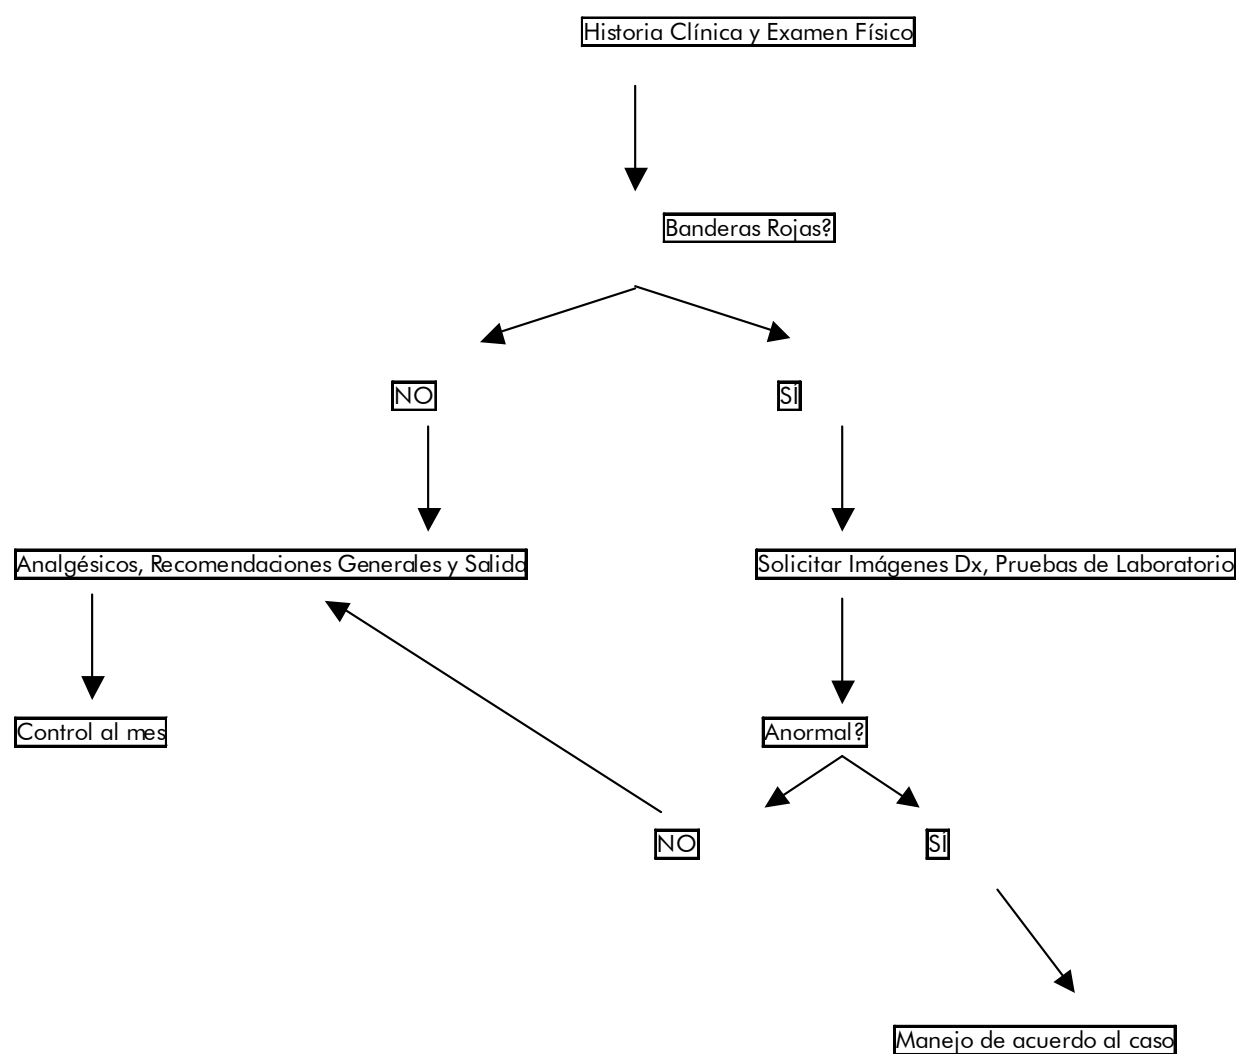 Historia Clínica y Examen Físico
Banderas Rojas?
NO
SÍ
Analgésicos, Recomendaciones Generales y Salida
Solicitar Imágenes Dx, Pruebas de Laboratorio
Control al mes
Anormal?
NO
SÍ
Manejo de acuerdo al caso